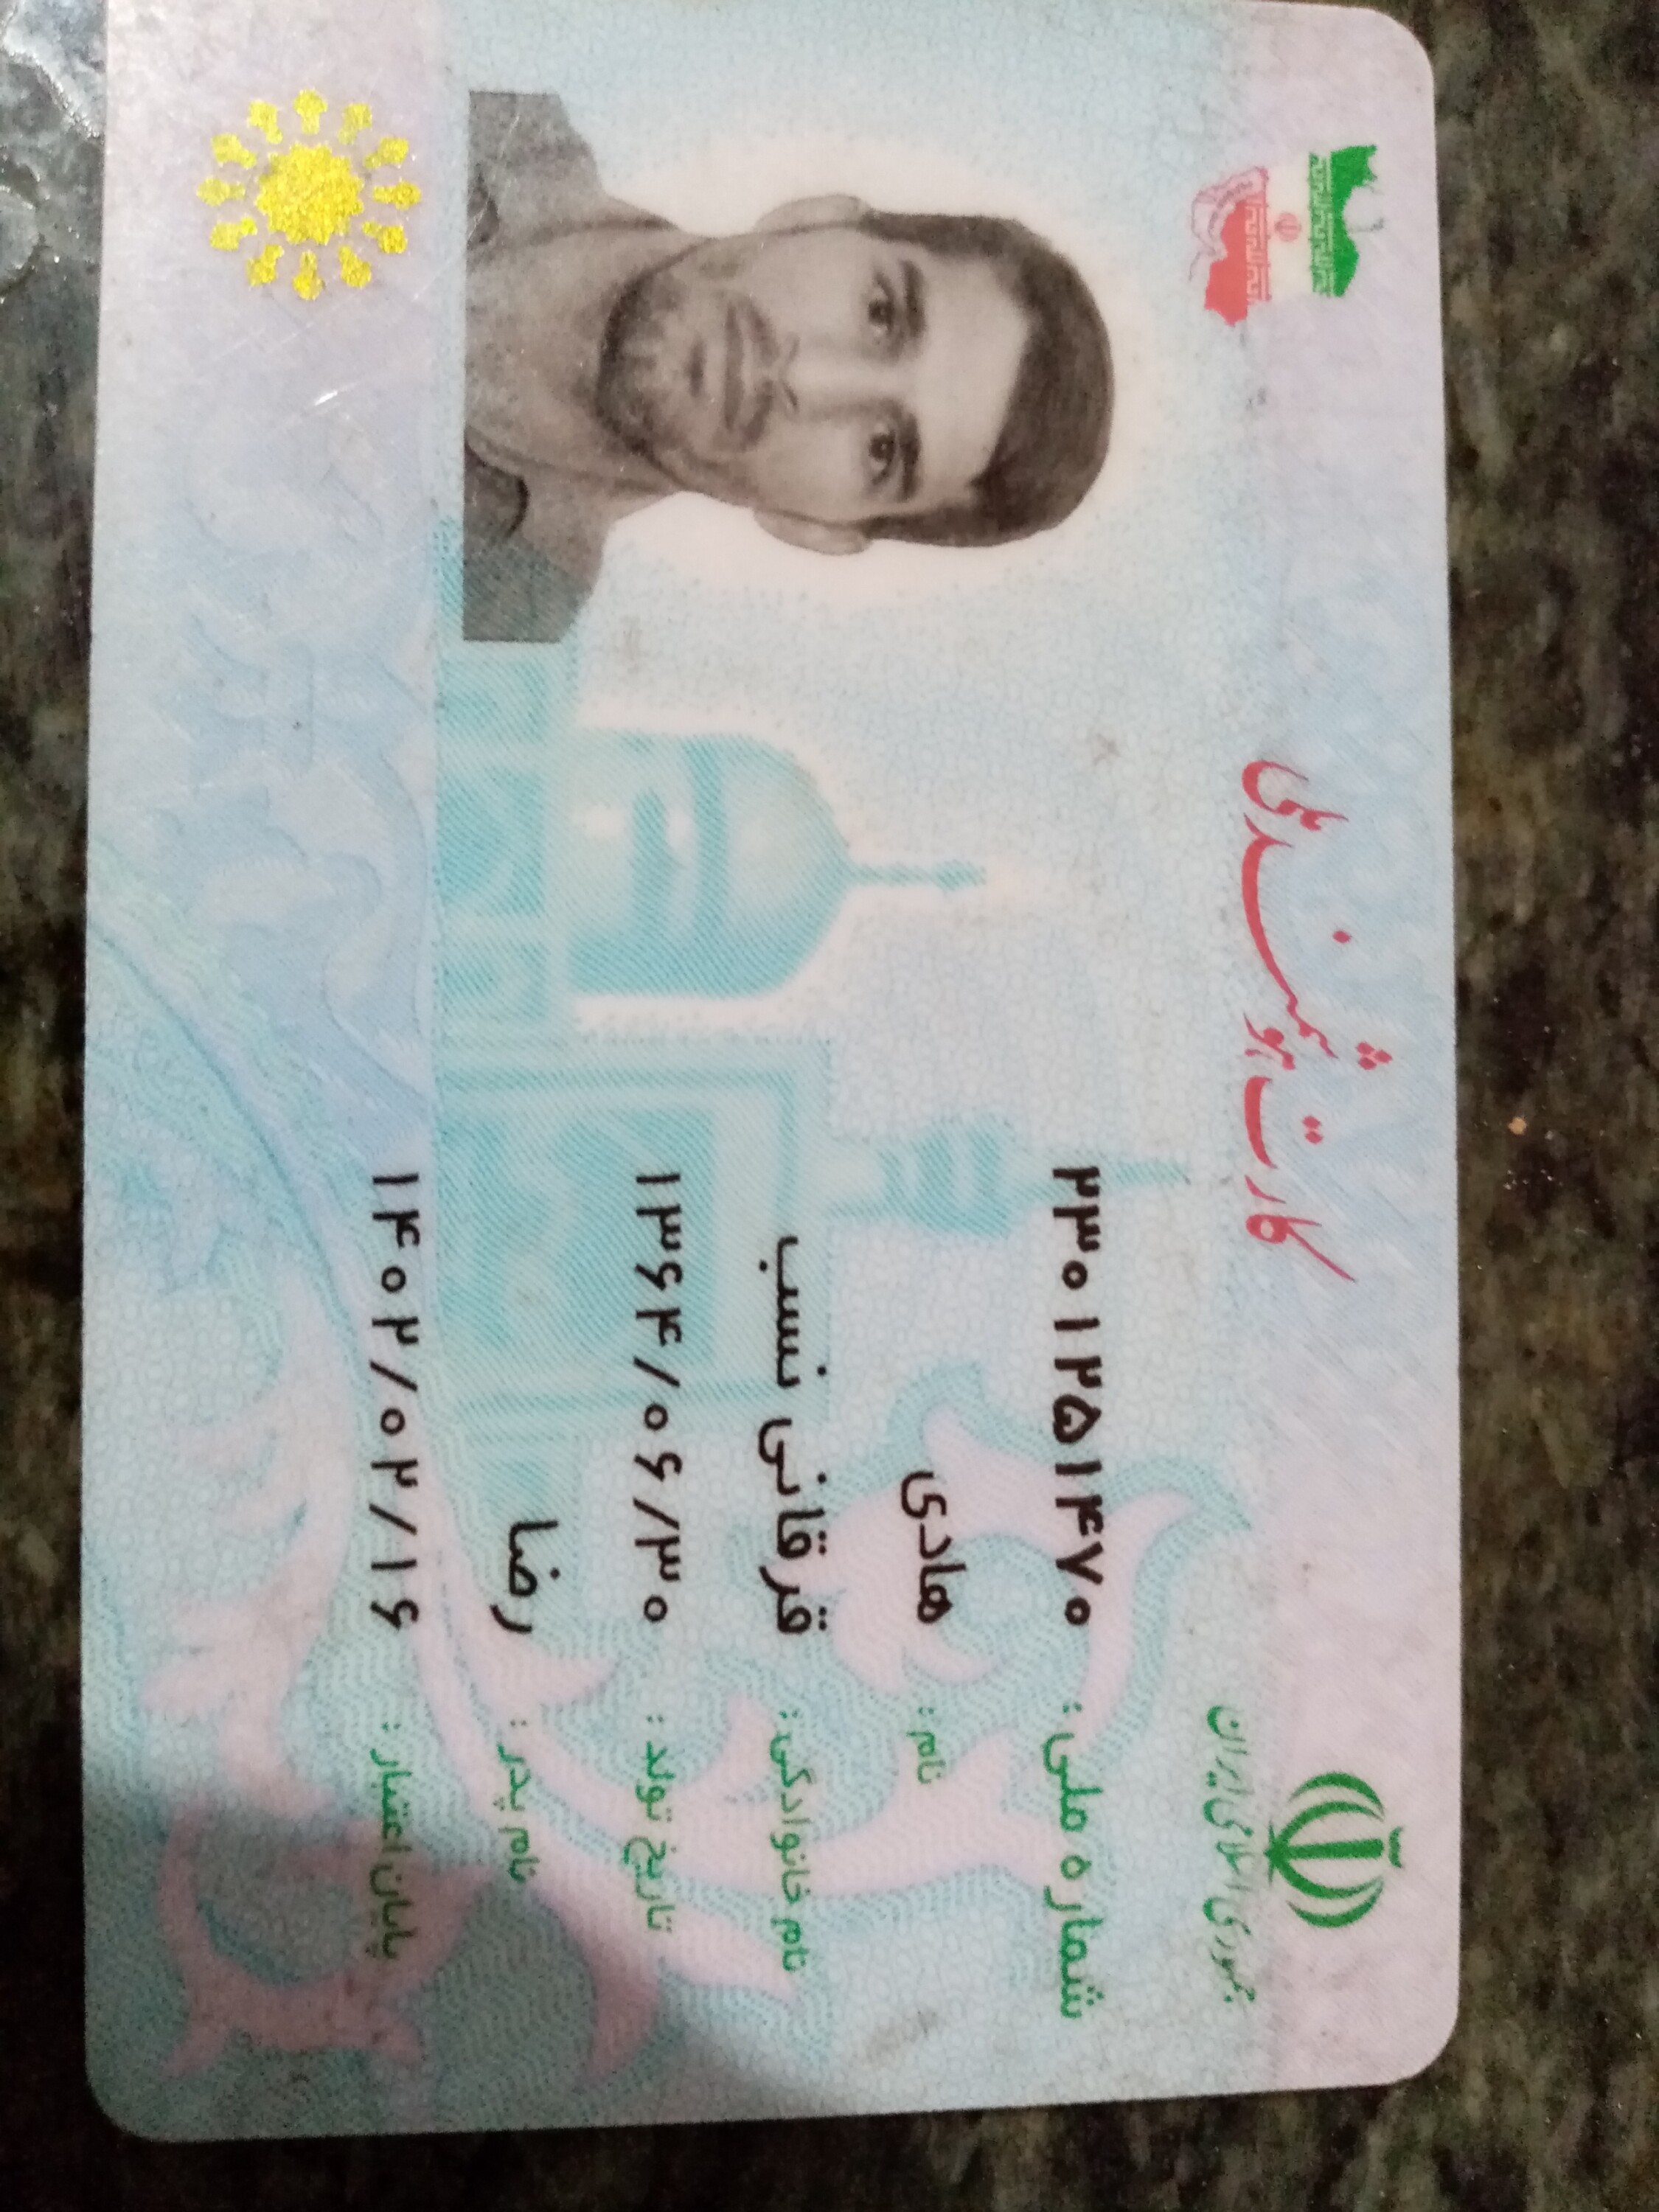 کارت هوشمند ملی
جمهوری اسلامی ایران
شماره ملی : ۲۳۰۱۲۵۱۴۷۰
نام : هادی
نام خانوادگی : قرقانی نسب
تاریخ تولد : ۱۳۶۴/۰۶/۳۰
نام پدر : رضا
پایان اعتبار : ۱۴۰۲/۰۲/۱۶